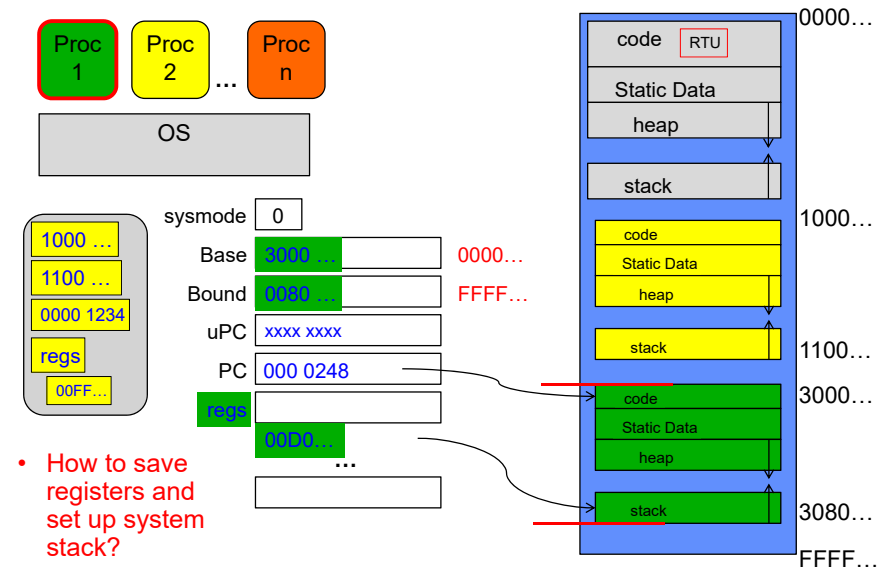 Proc
1
Proc
2
...
Proc
n
OS
1000 ...
1100 ...
0000 1234
regs
00FF...
sysmode
0
Base
3000 ...
0000...
Bound
0080 ...
FFFF...
uPC
xxxx xxxx
PC
000 0248
regs
00D0...
...
• How to save
registers and
set up system
stack?
code
RTU
Static Data
heap
stack
code
Static Data
heap
stack
code
Static Data
heap
stack
0000...
1000...
1100...
3000...
3080...
FFFF...